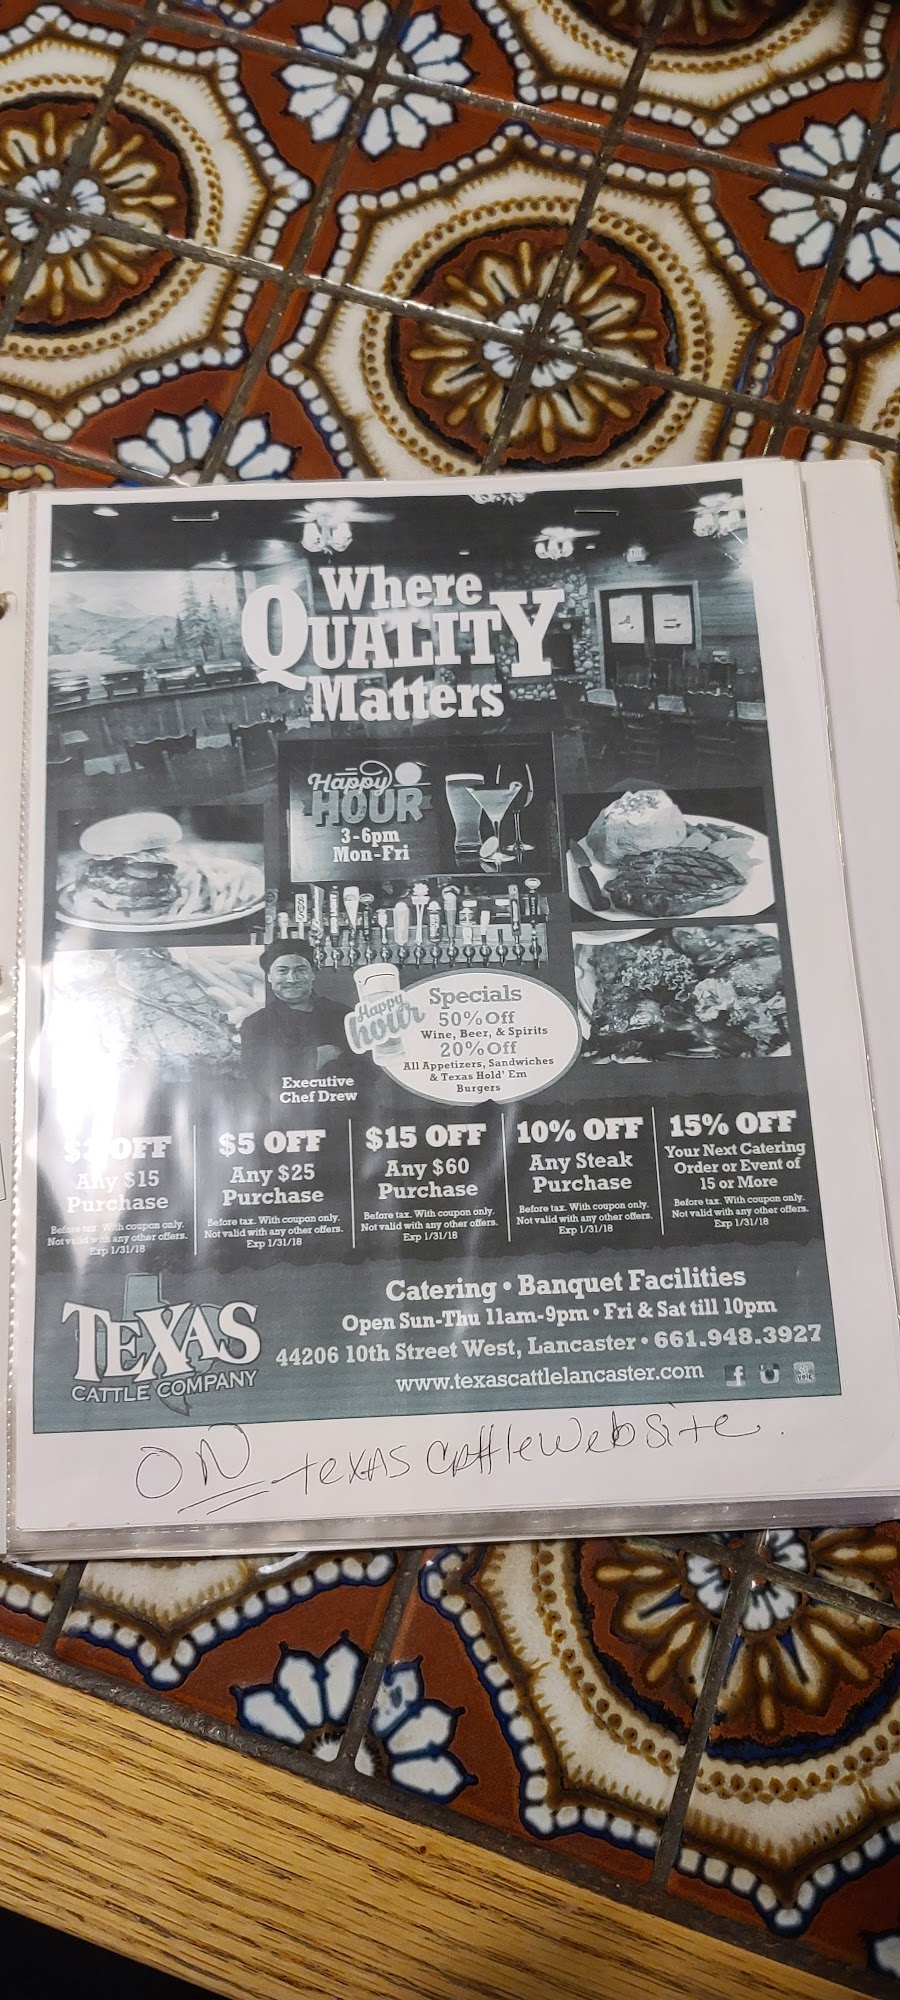 Where
QUALITY
Matters
Happy
HOUR
3-6pm
Mon-Fri
Happy
hour
Specials
50% Off
Wine, Beer, & Spirits
20% Off
All Appetizers, Sandwiches
& Texas Hold' Em
Burgers
Executive
Chef Drew
OFF
Any $15
Purchase
Before tax. With coupon only.
Not valid with any other offers.
Exp 1/31/18
$5 OFF
Any $25
Purchase
Before tax. With coupon only.
Not valid with any other offers.
Exp 1/31/18
$15 OFF
Any $60
Purchase
Before tax. With coupon only.
Not valid with any other offers.
Exp 1/31/18
10% OFF
Any Steak
Purchase
Before tax. With coupon only.
Not valid with any other offers.
Exp 1/31/18
15% OFF
Your Next Catering
Order or Event of
15 or More
Before tax. With coupon only.
Not valid with any other offers.
Exp 1/31/18
TEXAS
CATTLE COMPANY
Catering • Banquet Facilities
Open Sun-Thu 11am-9pm • Fri & Sat till 10pm
44206 10th Street West, Lancaster • 661.948.3927
www.texascattlelancaster.com
f
ON texas cattle website.